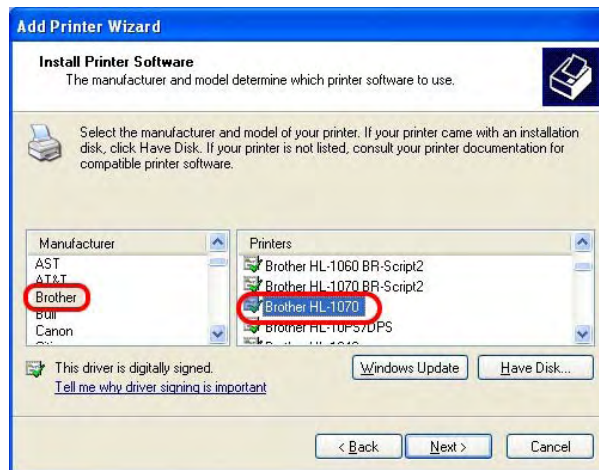 Add Printer Wizard
Install Printer Software
The manufacturer and model determine which printer software to use.
Select the manufacturer and model of your printer. If your printer came with an installation
disk, click Have Disk. If your printer is not listed, consult your printer documentation for
compatible printer software.
Manufacturer
AST
AT&T
Brother
Bull
Canon
Printers
Brother HL-1060 BR-Script2
Brother HL-1070 BR-Script2
Brother HL-1070
Brother HL-10PS7DPS
This driver is digitally signed.
Tell me why driver signing is important
Windows Update
Have Disk...
< Back
Next >
Cancel